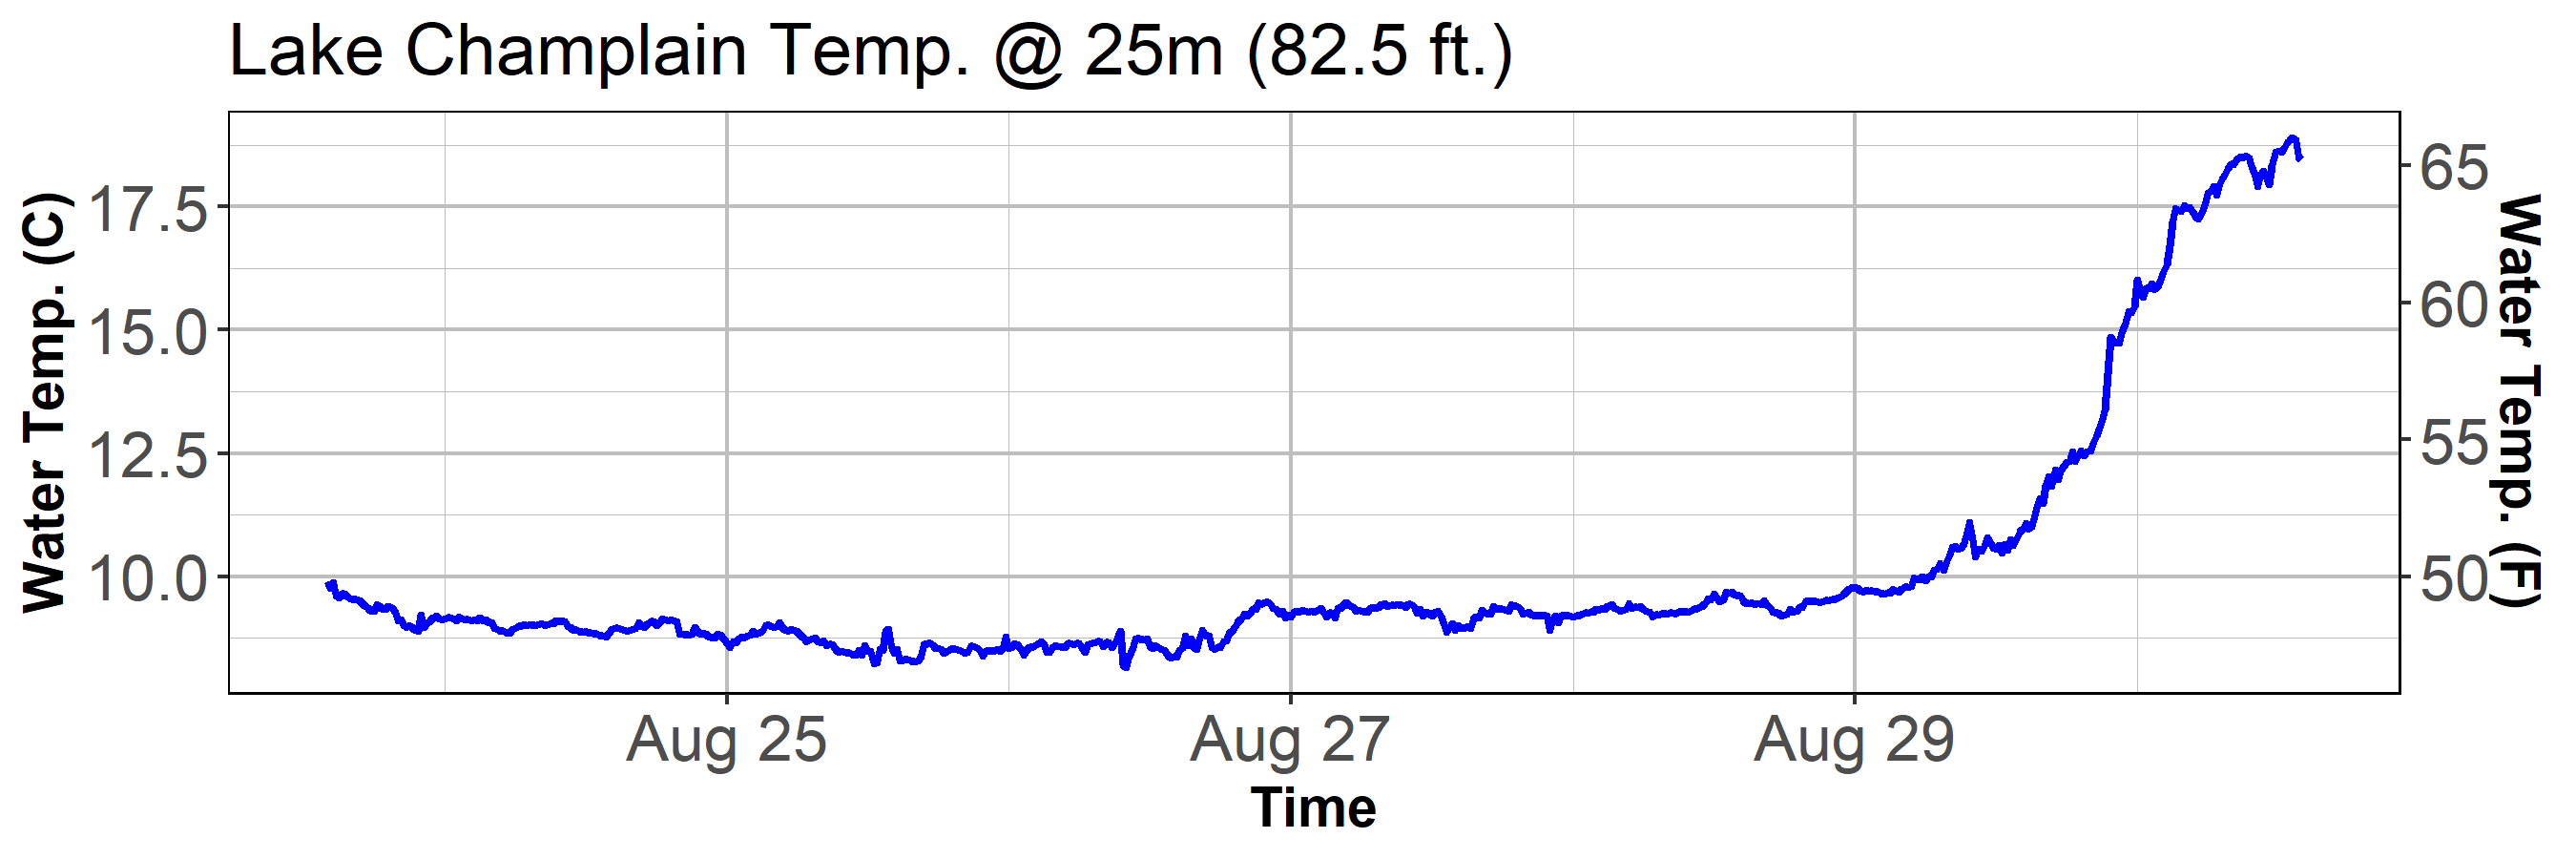 Lake Champlain Temp. @ 25m (82.5 ft.)
Water Temp. (C)
17.5
15.0
12.5
10.0
65
60
55
50
Water Temp. (F)
Aug 25 Aug 27 Aug 29
Time